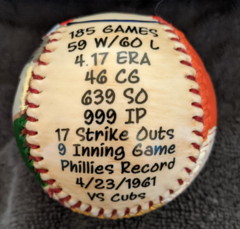 185 GAMES
59 W/60 L
4.17 ERA
46 CG
639 SO
999 IP
17 Strike Outs
9 Inning Game
Phillies Record
4/23/1961
VS Cubs